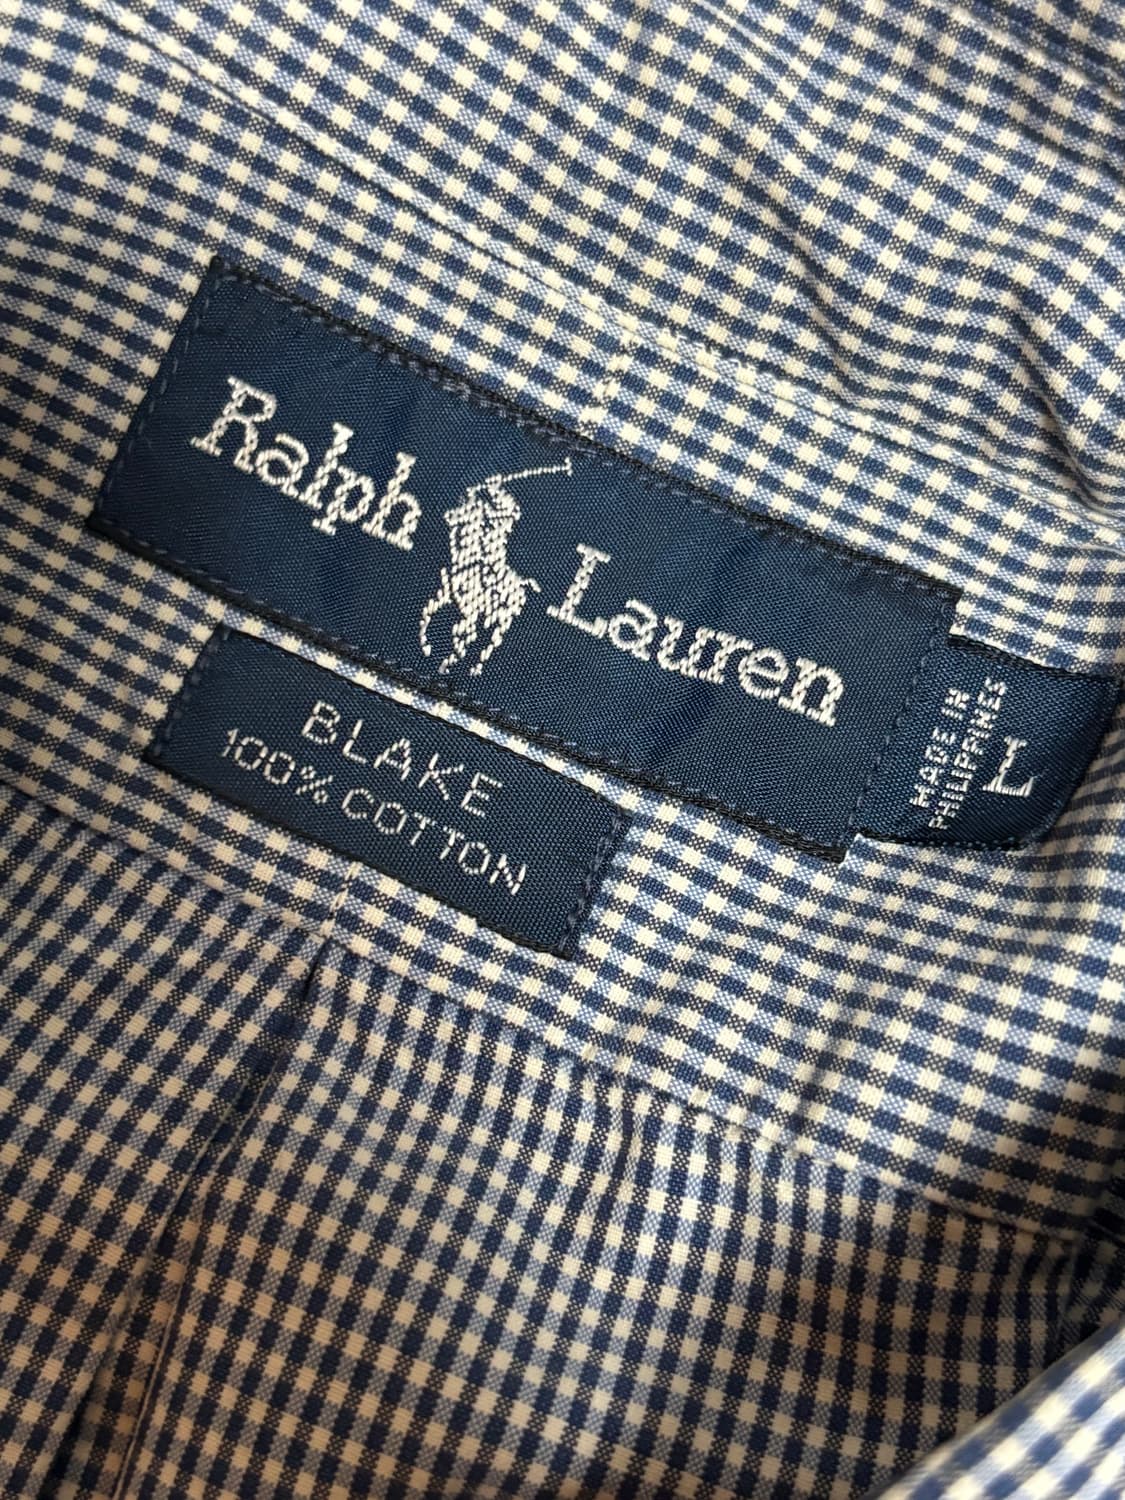 Ralph Lauren
BLAKE
100% COTTON
MADE IN
PHILIPPINES
L